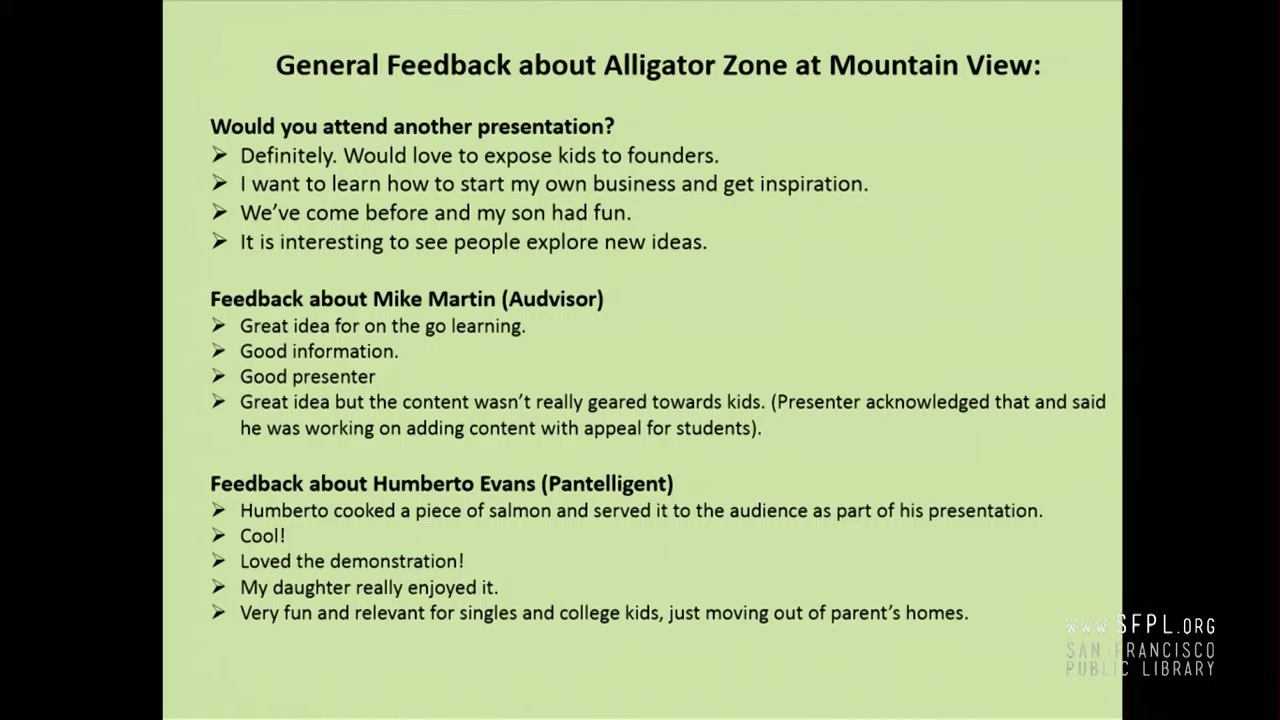 General Feedback about Alligator Zone at Mountain View:
Would you attend another presentation?
➢ Definitely. Would love to expose kids to founders.
➢ I want to learn how to start my own business and get inspiration.
➢ We’ve come before and my son had fun.
➢ It is interesting to see people explore new ideas.
Feedback about Mike Martin (Audvisor)
➢ Great idea for on the go learning.
➢ Good information.
➢ Good presenter
➢ Great idea but the content wasn’t really geared towards kids. (Presenter acknowledged that and said
he was working on adding content with appeal for students).
Feedback about Humberto Evans (Pantelligent)
➢ Humberto cooked a piece of salmon and served it to the audience as part of his presentation.
➢ Cool!
➢ Loved the demonstration!
➢ My daughter really enjoyed it.
➢ Very fun and relevant for singles and college kids, just moving out of parent’s homes.
www.SFPL.ORG
SAN FRANCISCO
PUBLIC LIBRARY